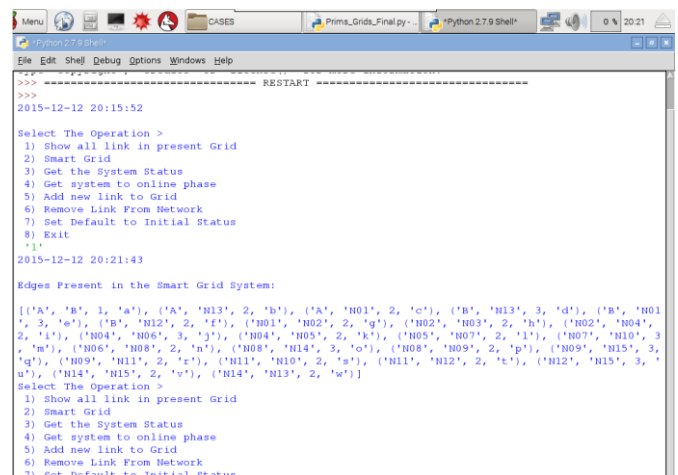 Menu CASES Prims_Grids_Final.py - .. *Python 2.7.9 Shell* 0 % 20:21
*Python 2.7.9 Shell*
File Edit Shell Debug Options Windows Help
>>> ================================ RESTART ================================
>>>
2015-12-12 20:15:52
Select The Operation >
1) Show all link in present Grid
2) Smart Grid
3) Get the System Status
4) Get system to online phase
5) Add new link to Grid
6) Remove Link From Network
7) Set Default to Initial Status
8) Exit
'1'
2015-12-12 20:21:43
Edges Present in the Smart Grid System:
[('A', 'B', 1, 'a'), ('A', 'N13', 2, 'b'), ('A', 'N01', 2, 'c'), ('B', 'N13', 3, 'd'), ('B', 'N01
', 3, 'e'), ('B', 'N12', 2, 'f'), ('N01', 'N02', 2, 'g'), ('N02', 'N03', 2, 'h'), ('N02', 'N04',
2, 'i'), ('N04', 'N06', 3, 'j'), ('N04', 'N05', 2, 'k'), ('N05', 'N07', 2, 'l'), ('N07', 'N10', 3
, 'm'), ('N06', 'N08', 2, 'n'), ('N08', 'N14', 3, 'o'), ('N08', 'N09', 2, 'p'), ('N09', 'N15', 3,
'q'), ('N09', 'N11', 2, 'r'), ('N11', 'N10', 2, 's'), ('N11', 'N12', 2, 't'), ('N12', 'N15', 3, '
u'), ('N14', 'N15', 2, 'v'), ('N14', 'N13', 2, 'w')]
Select The Operation >
1) Show all link in present Grid
2) Smart Grid
3) Get the System Status
4) Get system to online phase
5) Add new link to Grid
6) Remove Link From Network
7) Set Default to Initial Status